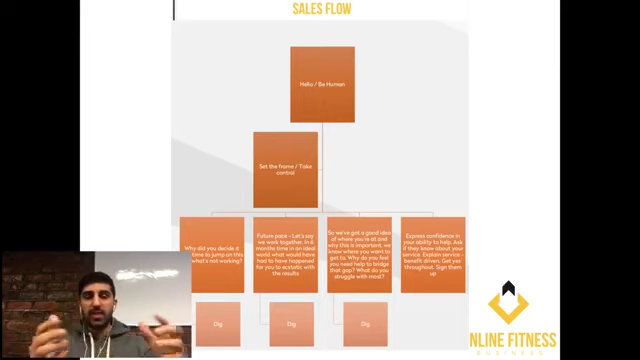 SALES FLOW
Hello / Be Human
Set the frame / Take
control
Why did you decide it
time to jump on this
what's not working?
Future pace - Let's say
we work together. In 6
months time in an ideal
world what would have
had to have happened
for you to ecstatic with
the results
So we've got a good idea
of where you're at and
why this is important, we
know where you want to
get to. Why do you feel
you need help to bridge
that gap? What do you
struggle with most?
Express confidence in
your ability to help. Ask
if they know about your
service. Explain service -
benefit driven. Get yes'
throughout. Sign them
up
Dig
Dig
Dig
NLINE FITNESS
BUSINESS